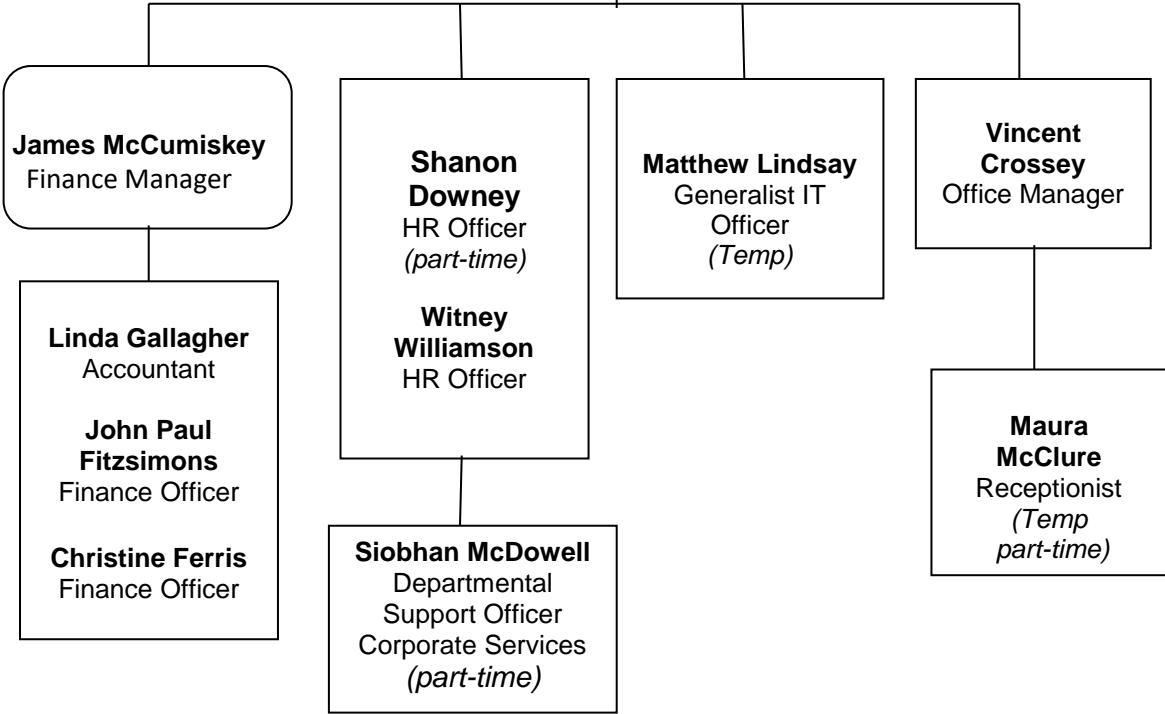 James McCumiskey
Finance Manager
Linda Gallagher
Accountant
John Paul
Fitzsimons
Finance Officer
Christine Ferris
Finance Officer
Shanon
Downey
HR Officer
(part-time)
Witney
Williamson
HR Officer
Siobhan McDowell
Departmental
Support Officer
Corporate Services
(part-time)
Matthew Lindsay
Generalist IT
Officer
(Temp)
Vincent
Crossey
Office Manager
Maura
McClure
Receptionist
(Temp
part-time)